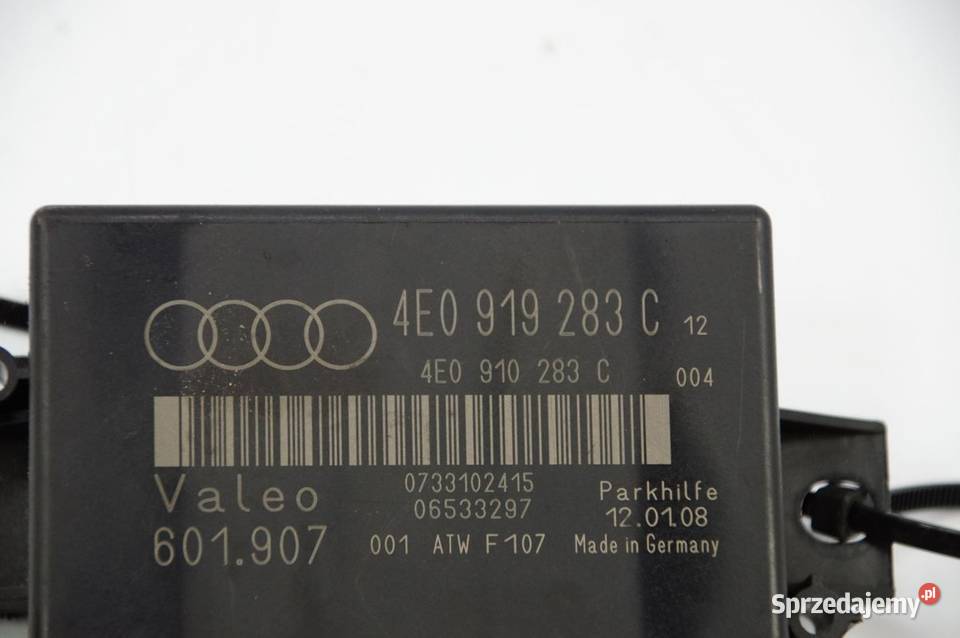 4E0 919 283 C 12
4E0 910 283 C 004
0733102415
06533297
Valeo
601.907
001 ATW F107
Parkhilfe
12.01.08
Made in Germany
Sprzedajemy.pl